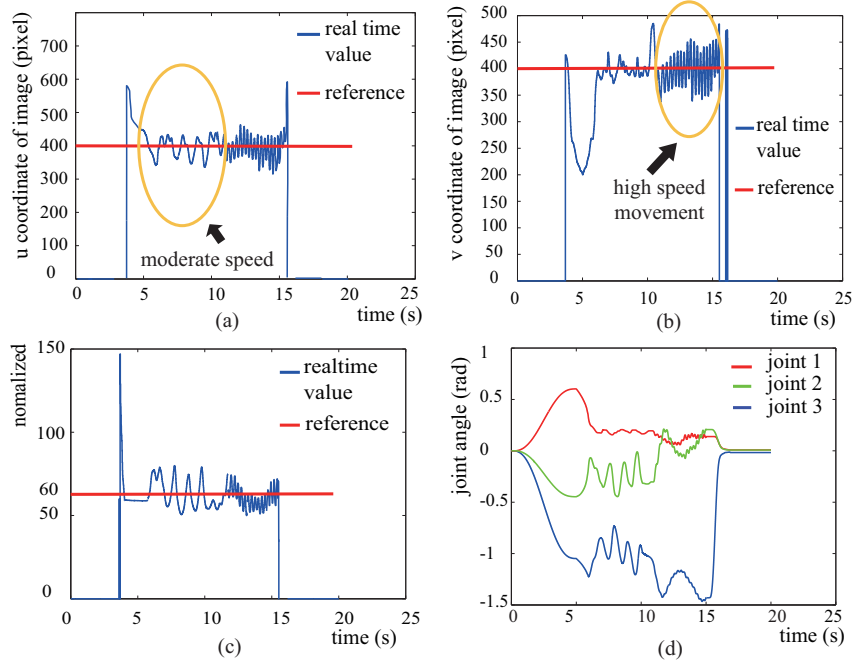 800
700
600
500
400
300
200
100
0
u coordinate of image (pixel)
real time
value
reference
moderate speed
0 5 10 15 20 25
time (s)
(a)
500
450
400
400
350
300
250
200
150
100
50
0
v coordinate of image (pixel)
real time
value
reference
high speed
movement
0 5 10 15 20 25
time (s)
(b)
150
100
60
50
0
nomalized
realtime
value
reference
0 5 10 15 20 25
time (s)
(c)
1
0.5
0
-0.5
-1
-1.5
joint angle (rad)
joint 1
joint 2
joint 3
0 5 10 15 20 25
time (s)
(d)